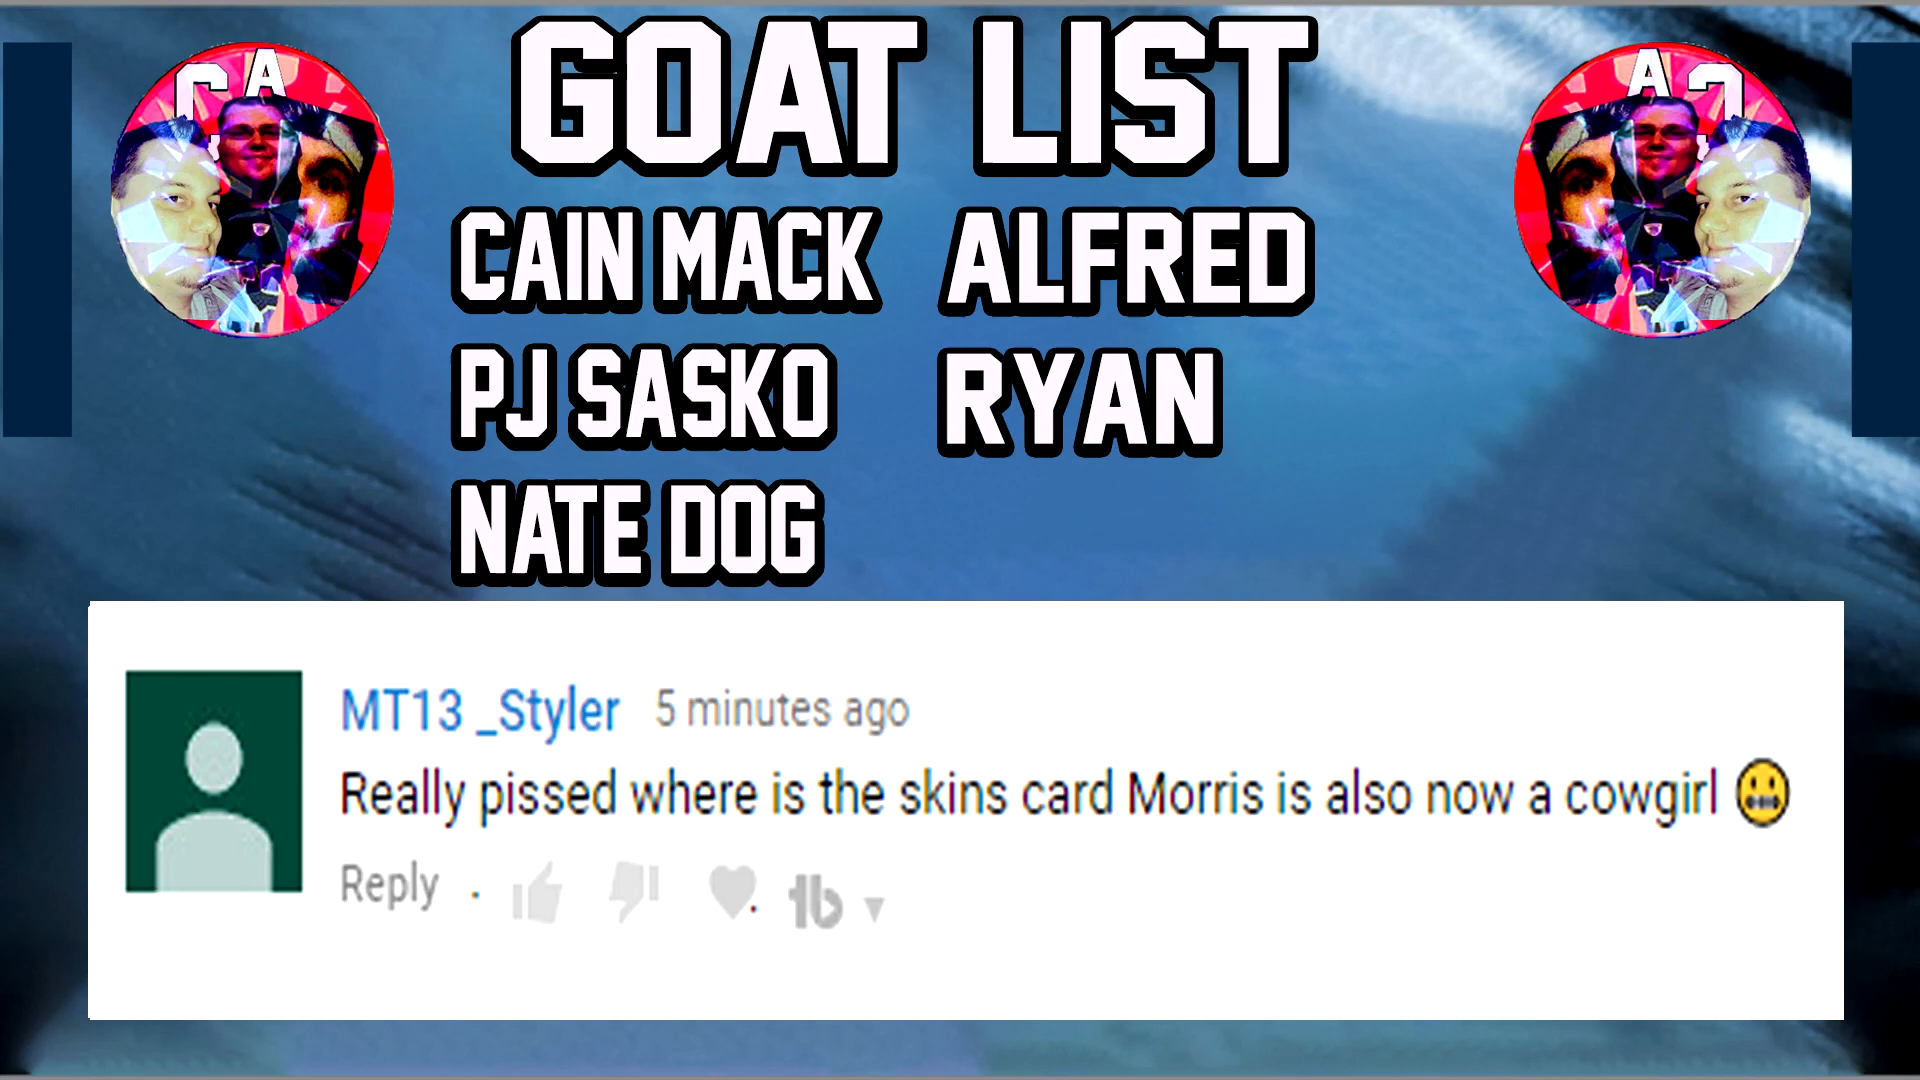 GOAT LIST
C A
A
CAIN MACK ALFRED
PJ SASKO RYAN
NATE DOG
MT13 _Styler 5 minutes ago
Really pissed where is the skins card Morris is also now a cowgirl 😬
Reply